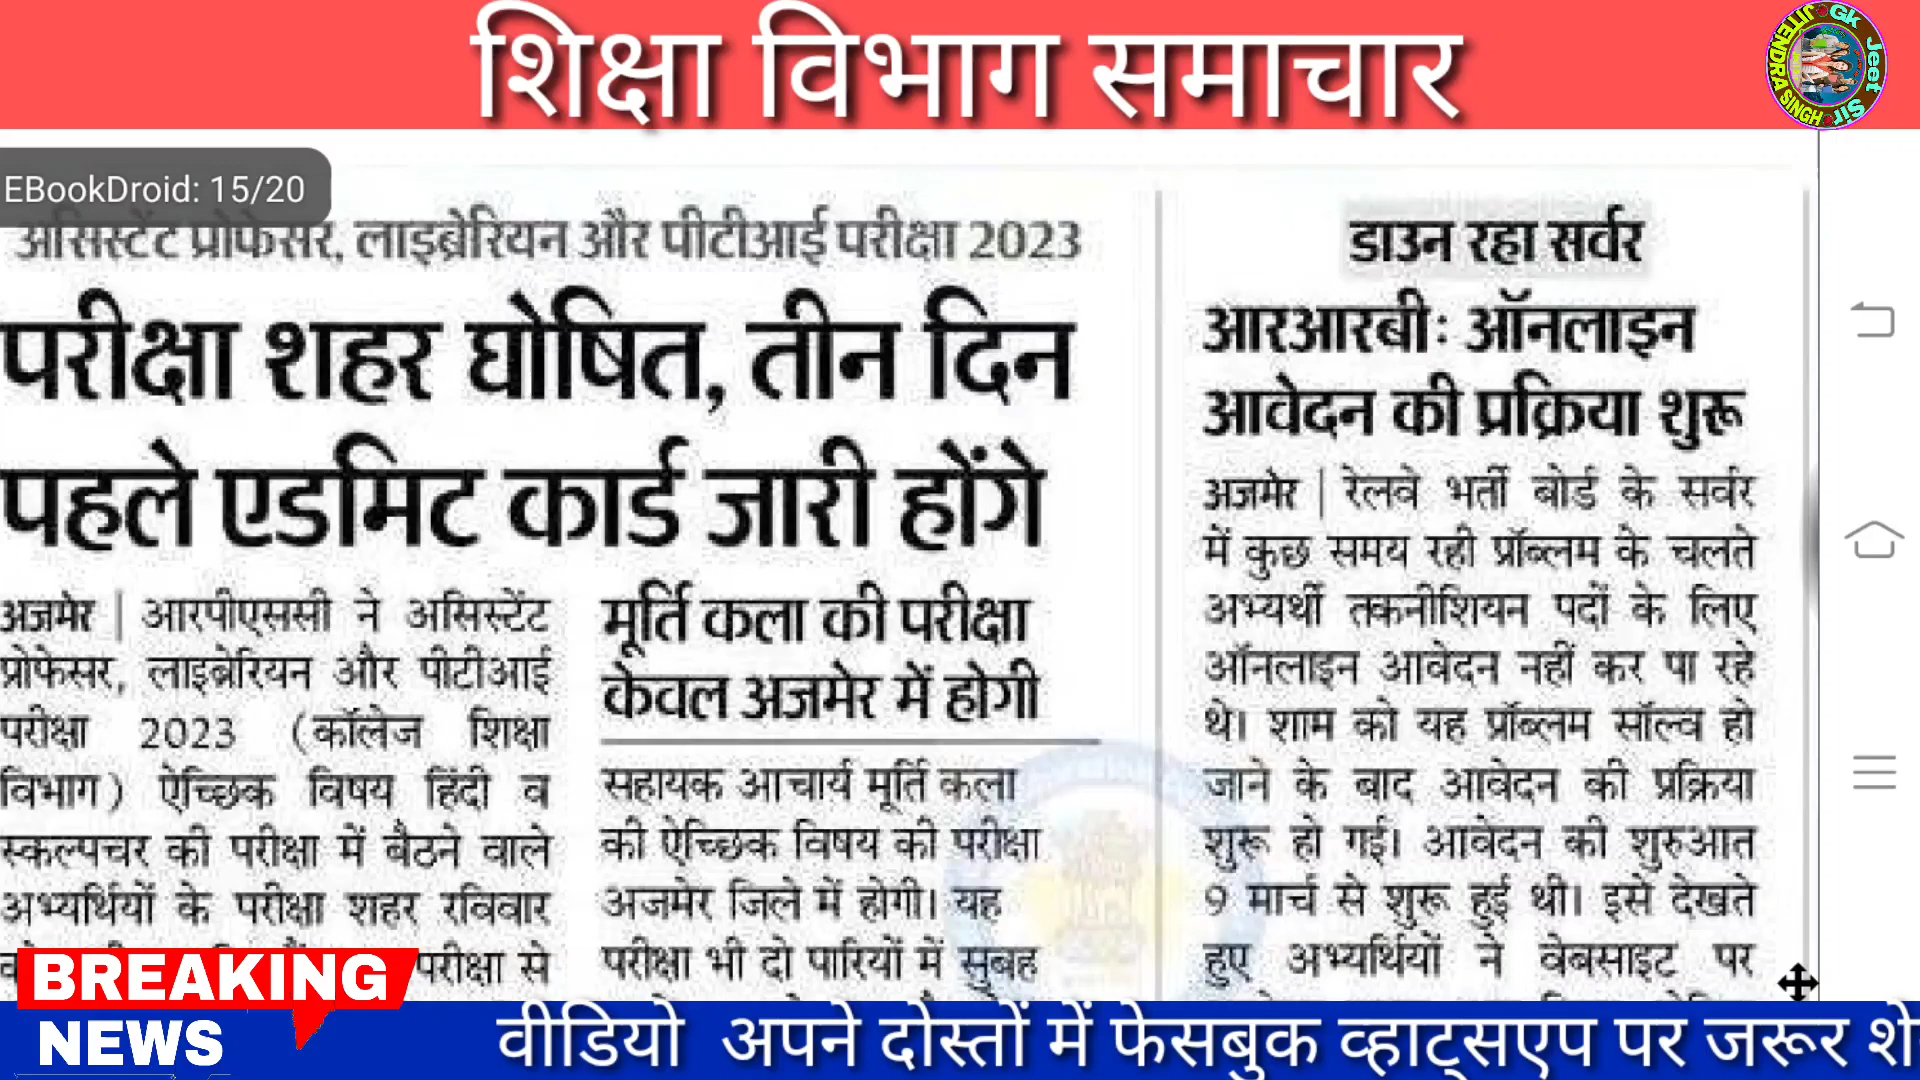 शिक्षा विभाग समाचार
JITTENDRA SINGH Gk Jeet Sir
EBookDroid: 15/20
असिस्टेंट प्रोफेसर, लाइब्रेरियन और पीटीआई परीक्षा 2023
परीक्षा शहर घोषित, तीन दिन
पहले एडमिट कार्ड जारी होंगे
अजमेर | आरपीएससी ने असिस्टेंट
प्रोफेसर, लाइब्रेरियन और पीटीआई
परीक्षा 2023 (कॉलेज शिक्षा
विभाग) ऐच्छिक विषय हिंदी व
स्कल्पचर की परीक्षा में बैठने वाले
अभ्यर्थियों के परीक्षा शहर रविवार
परीक्षा से
मूर्ति कला की परीक्षा
केवल अजमेर में होगी
सहायक आचार्य मूर्ति कला
की ऐच्छिक विषय की परीक्षा
अजमेर जिले में होगी। यह
परीक्षा भी दो पारियों में सुबह
डाउन रहा सर्वर
आरआरबी: ऑनलाइन
आवेदन की प्रक्रिया शुरू
अजमेर | रेलवे भर्ती बोर्ड के सर्वर
में कुछ समय रही प्रॉब्लम के चलते
अभ्यर्थी तकनीशियन पदों के लिए
ऑनलाइन आवेदन नहीं कर पा रहे
थे। शाम को यह प्रॉब्लम सॉल्व हो
जाने के बाद आवेदन की प्रक्रिया
शुरू हो गई। आवेदन की शुरुआत
9 मार्च से शुरू हुई थी। इसे देखते
हुए अभ्यर्थियों ने वेबसाइट पर
BREAKING
NEWS
वीडियो अपने दोस्तों में फेसबुक व्हाट्सएप पर जरूर शे